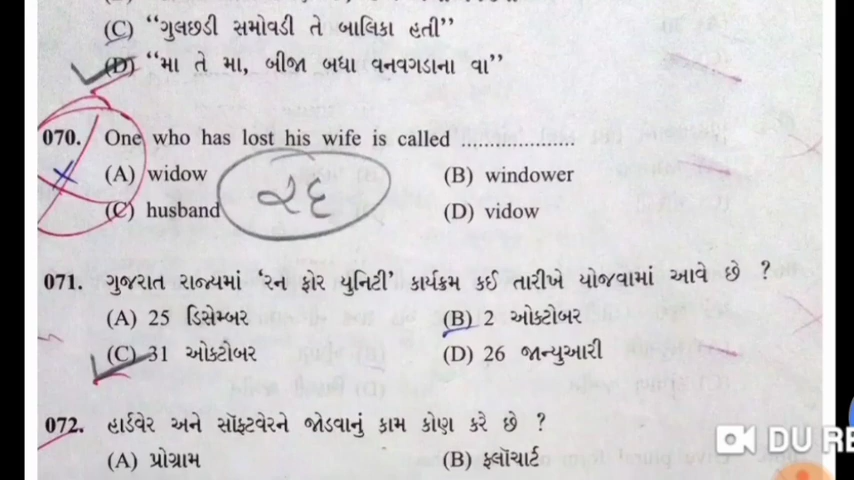 (C) “ગુલછડી સમોવડી તે બાલિકા હતી”
(D) “મા તે મા, બીજા બધા વનવગડાના વા”
070. One who has lost his wife is called ....................
(A) widow (B) windower
૨૬
(C) husband (D) vidow
071. ગુજરાત રાજ્યમાં ‘રન ફોર યુનિટી’ કાર્યક્રમ કઈ તારીખે યોજવામાં આવે છે ?
(A) 25 ડિસેમ્બર (B) 2 ઓક્ટોબર
(C) 31 ઓક્ટોબર (D) 26 જાન્યુઆરી
072. હાર્ડવેર અને સૉફ્ટવેરને જોડવાનું કામ કોણ કરે છે ?
(A) પ્રોગ્રામ (B) ફ્લૉચાર્ટ
DU RE